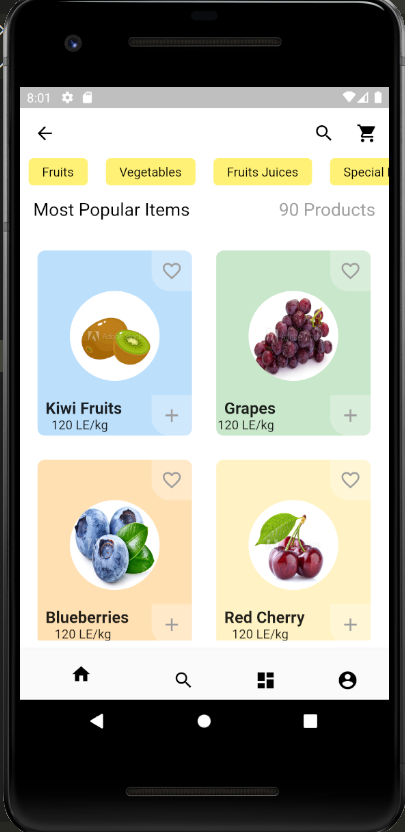 8:01
Fruits
Vegetables
Fruits Juices
Special
Most Popular Items
90 Products
Kiwi Fruits
120 LE/kg
Grapes
120 LE/kg
Blueberries
120 LE/kg
Red Cherry
120 LE/kg